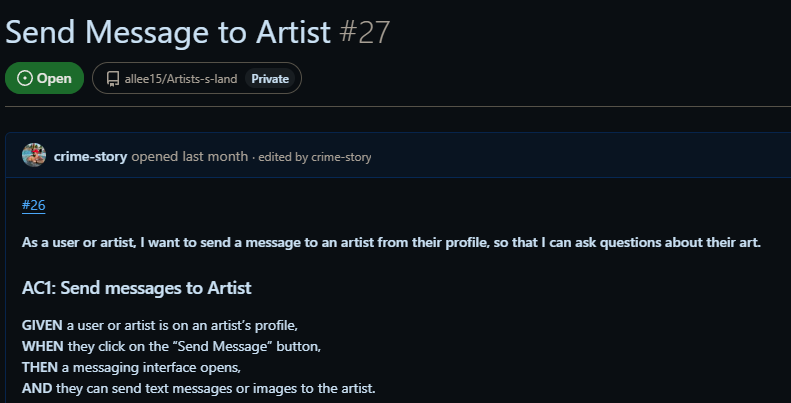 Send Message to Artist #27
Open allee15/Artists-s-land Private
crime-story opened last month · edited by crime-story
#26
As a user or artist, I want to send a message to an artist from their profile, so that I can ask questions about their art.
AC1: Send messages to Artist
GIVEN a user or artist is on an artist’s profile,
WHEN they click on the “Send Message” button,
THEN a messaging interface opens,
AND they can send text messages or images to the artist.